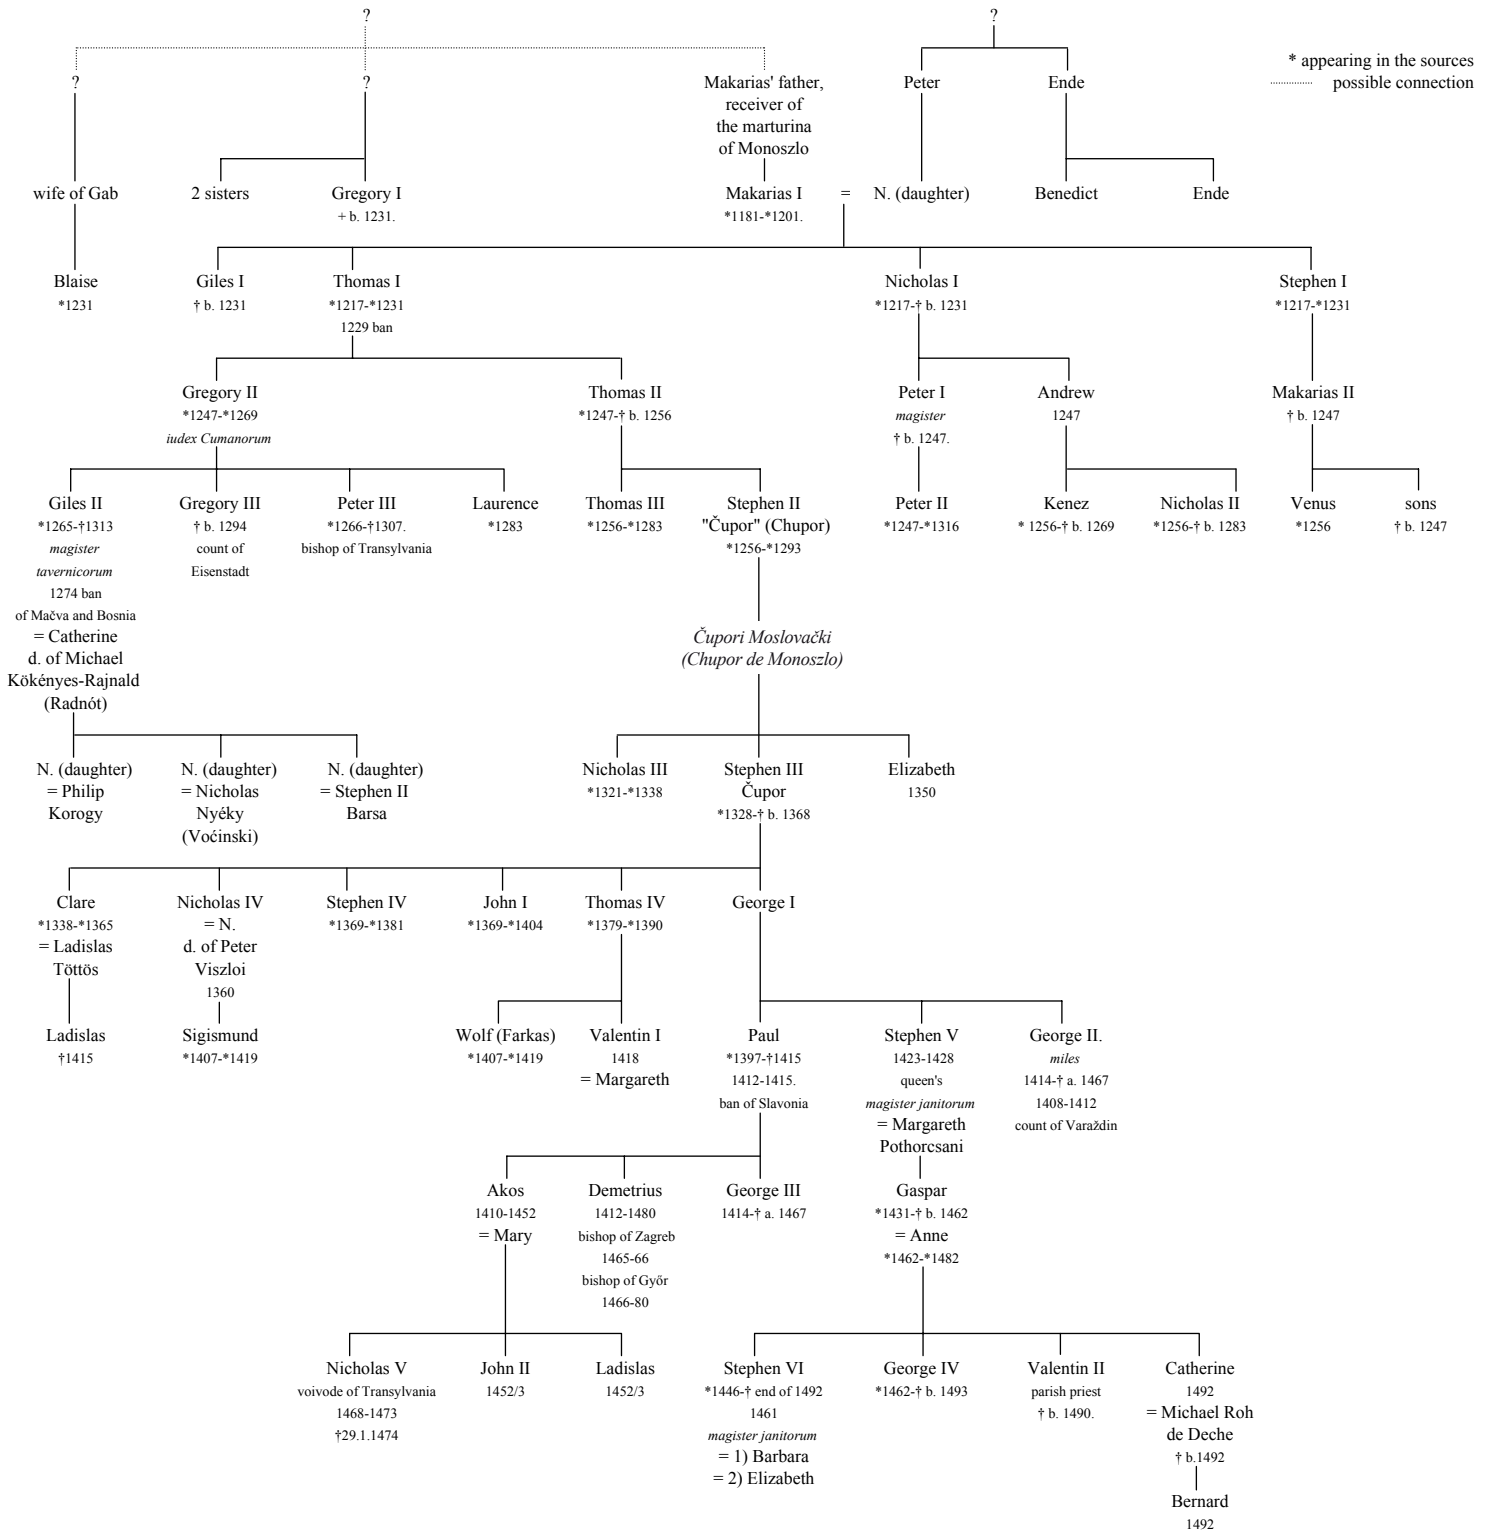 ?
?
* appearing in the sources
possible connection
?
?
Makarias' father,
receiver of
the marturina
of Monoszlo
Peter
Ende
wife of Gab
2 sisters
Gregory I
+ b. 1231.
Makarias I
*1181-*1201.
=
N. (daughter)
Benedict
Ende
Blaise
*1231
Giles I
† b. 1231
Thomas I
*1217-*1231
1229 ban
Nicholas I
*1217-† b. 1231
Stephen I
*1217-*1231
Gregory II
*1247-*1269
iudex Cumanorum
Thomas II
*1247-† b. 1256
Peter I
magister
† b. 1247.
Andrew
1247
Makarias II
† b. 1247
Giles II
*1265-†1313
magister
tavernicorum
1274 ban
of Mačva and Bosnia
= Catherine
d. of Michael
Kökényes-Rajnald
(Radnót)
Gregory III
† b. 1294
count of
Eisenstadt
Peter III
*1266-†1307.
bishop of Transylvania
Laurence
*1283
Thomas III
*1256-*1283
Stephen II
"Čupor" (Chupor)
*1256-*1293
Peter II
*1247-*1316
Kenez
* 1256-† b. 1269
Nicholas II
*1256-† b. 1283
Venus
*1256
sons
† b. 1247
Čupori Moslovački
(Chupor de Monoszlo)
N. (daughter)
= Philip
Korogy
N. (daughter)
= Nicholas
Nyéky
(Voćinski)
N. (daughter)
= Stephen II
Barsa
Nicholas III
*1321-*1338
Stephen III
Čupor
*1328-† b. 1368
Elizabeth
1350
Clare
*1338-*1365
= Ladislas
Töttös
Nicholas IV
= N.
d. of Peter
Viszloi
1360
Stephen IV
*1369-*1381
John I
*1369-*1404
Thomas IV
*1379-*1390
George I
Ladislas
†1415
Sigismund
*1407-*1419
Wolf (Farkas)
*1407-*1419
Valentin I
1418
= Margareth
Paul
*1397-†1415
1412-1415.
ban of Slavonia
Stephen V
1423-1428
queen's
magister janitorum
= Margareth
Pothorcsani
George II.
miles
1414-† a. 1467
1408-1412
count of Varaždin
Akos
1410-1452
= Mary
Demetrius
1412-1480
bishop of Zagreb
1465-66
bishop of Győr
1466-80
George III
1414-† a. 1467
Gaspar
*1431-† b. 1462
= Anne
*1462-*1482
Nicholas V
voivode of Transylvania
1468-1473
†29.1.1474
John II
1452/3
Ladislas
1452/3
Stephen VI
*1446-† end of 1492
1461
magister janitorum
= 1) Barbara
= 2) Elizabeth
George IV
*1462-† b. 1493
Valentin II
parish priest
† b. 1490.
Catherine
1492
= Michael Roh
de Deche
† b.1492
Bernard
1492